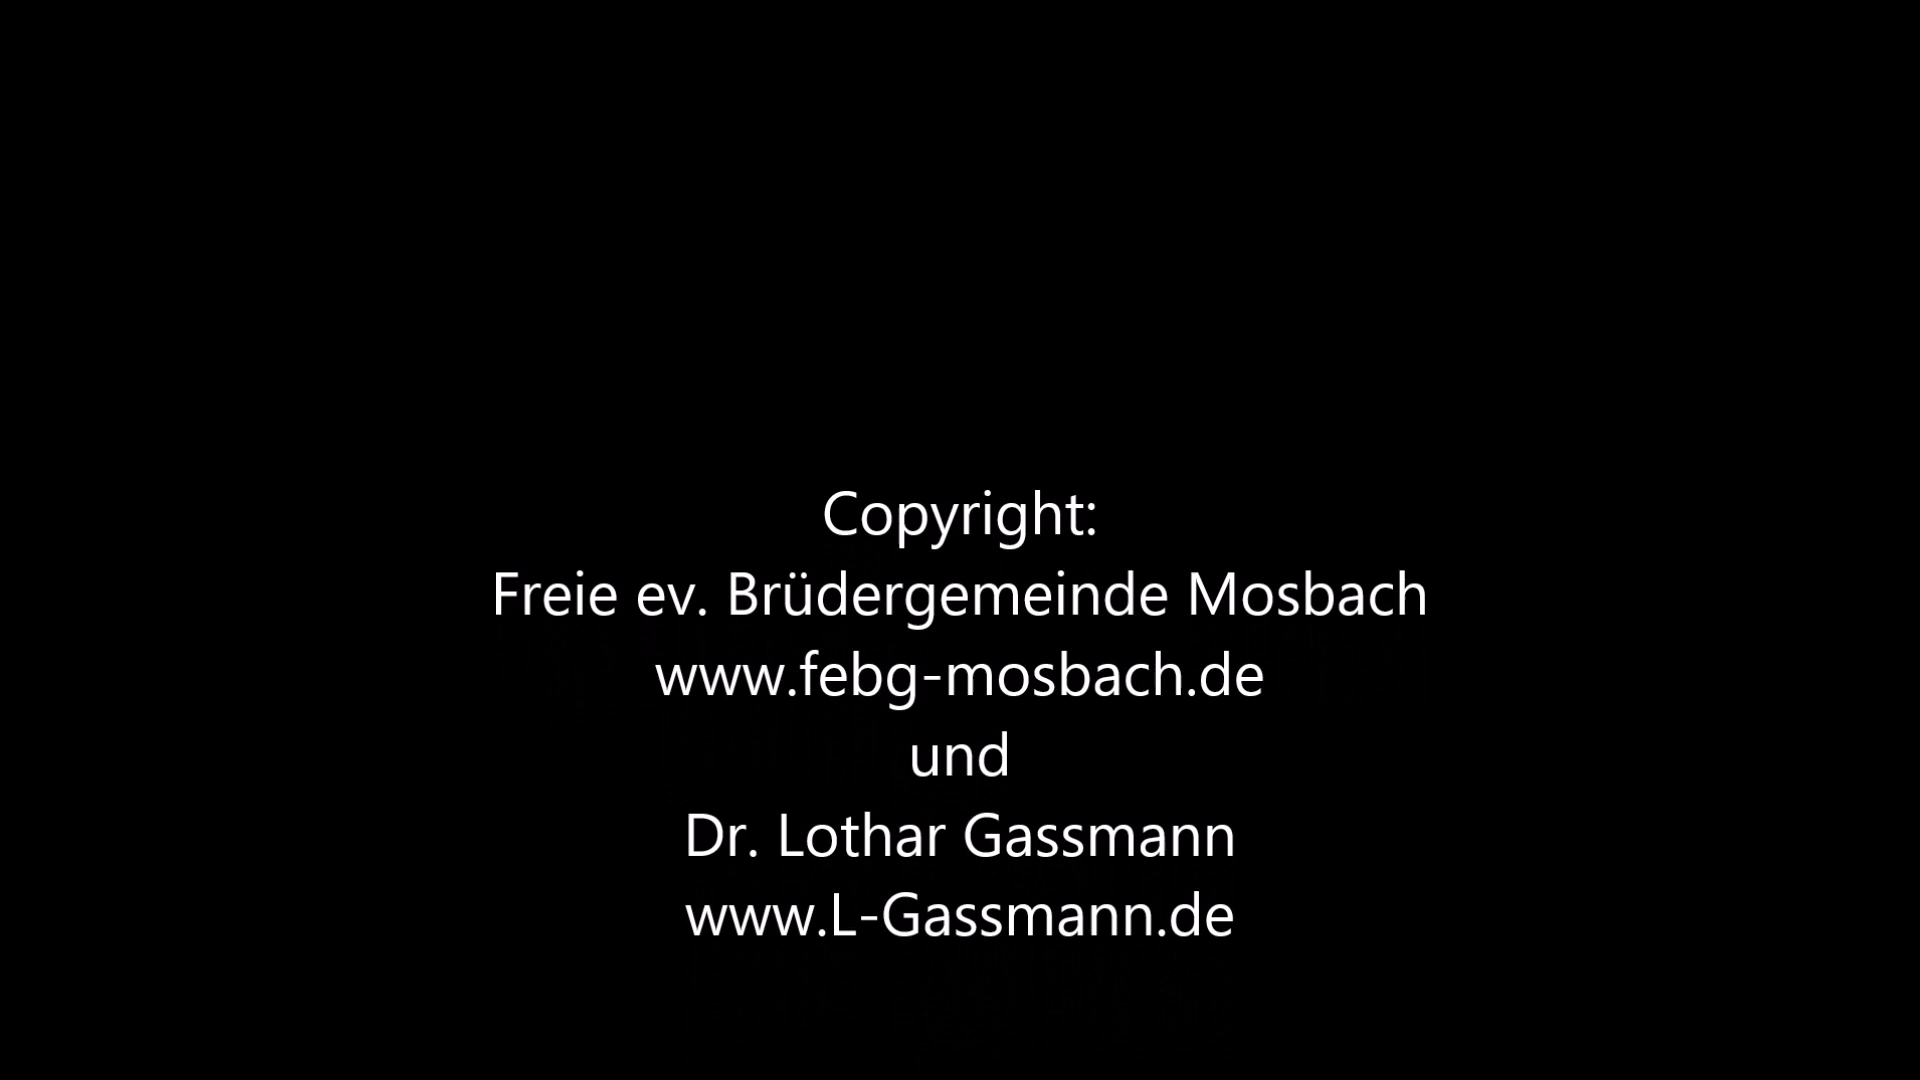 Copyright:
Freie ev. Brüdergemeinde Mosbach
www.febg-mosbach.de
und
Dr. Lothar Gassmann
www.L-Gassmann.de